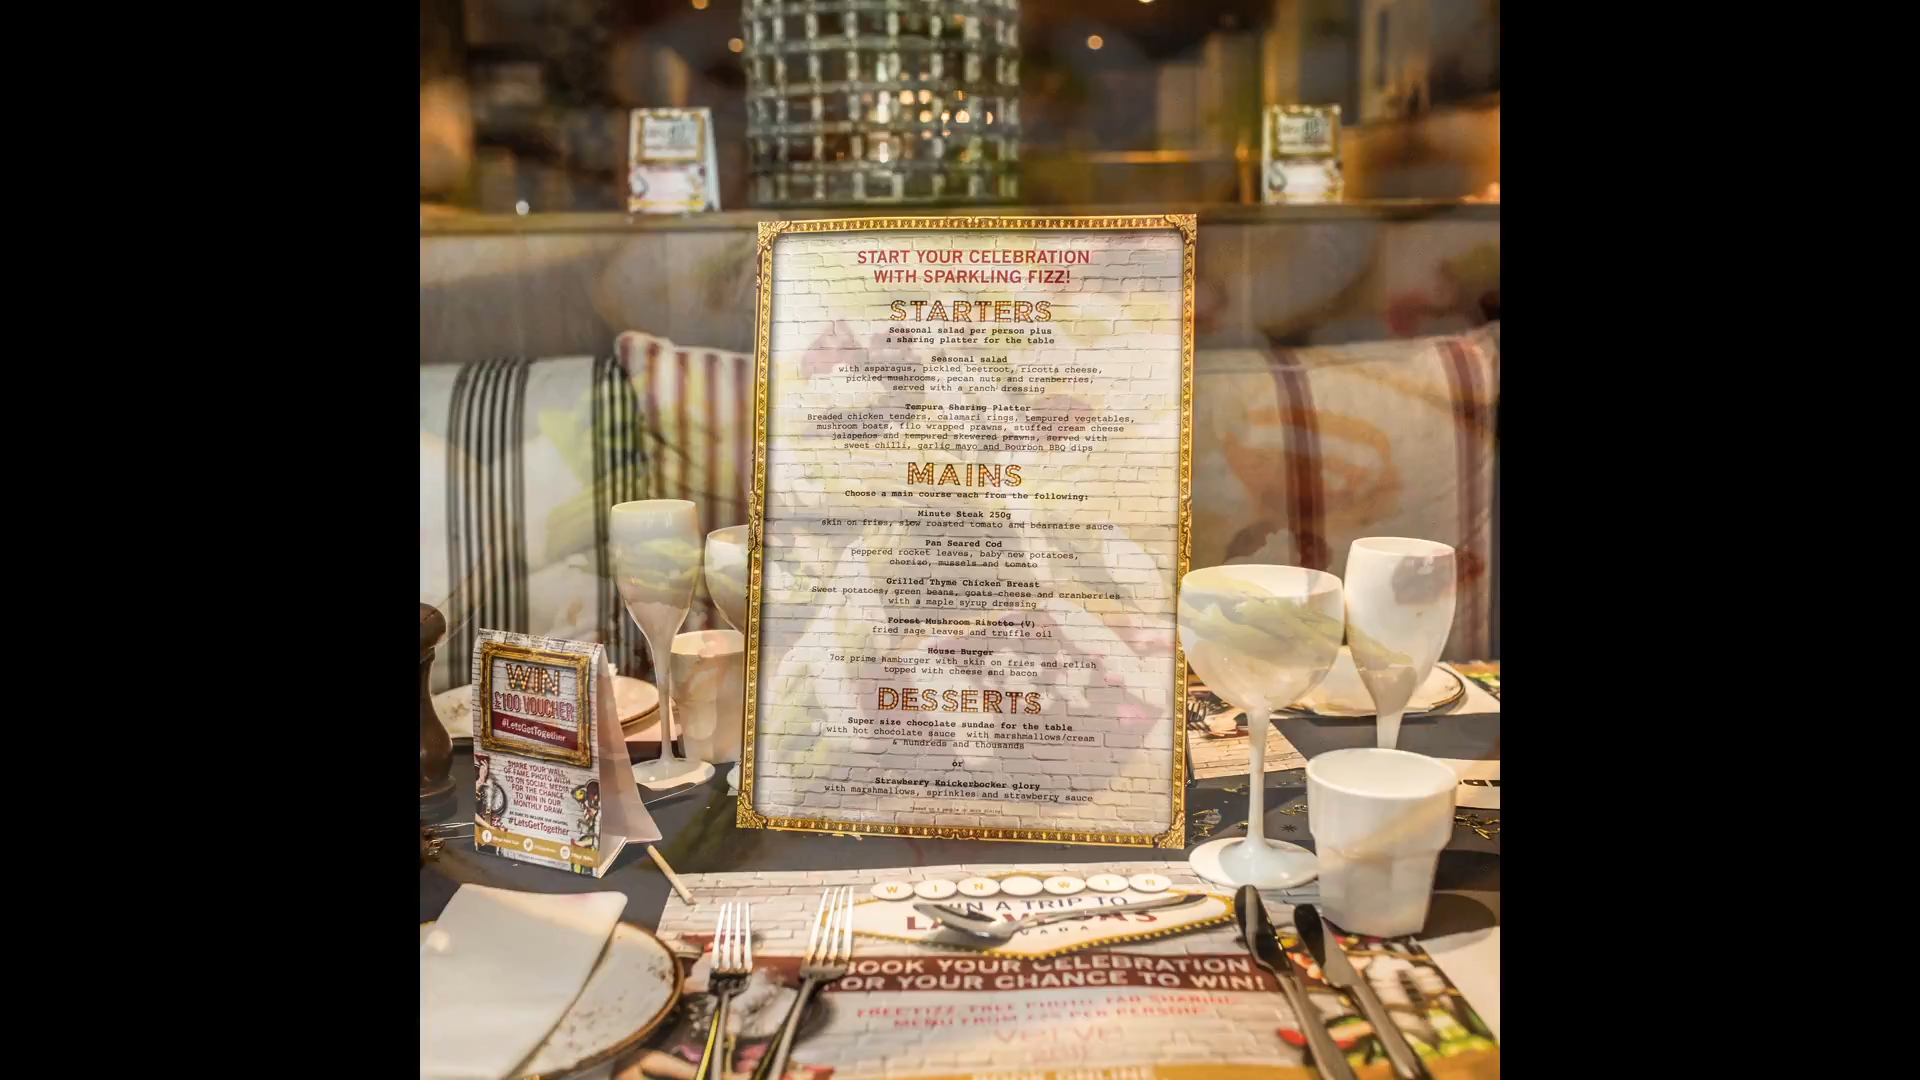 START YOUR CELEBRATION
WITH SPARKLING FIZZ!
STARTERS
Seasonal salad per person plus
a sharing platter for the table
Seasonal salad
with asparagus, pickled beetroot, ricotta cheese,
pickled mushrooms, pecan nuts and cranberries,
served with a ranch dressing
Tempura Sharing Platter
Breaded chicken tenders, calamari rings, tempured vegetables,
mushroom boats, filo wrapped prawns, stuffed cream cheese
jalapeños and tempured skewered prawns, served with
sweet chilli, garlic mayo and Bourbon BBQ dips
MAINS
Choose a main course each from the following:
Minute Steak 250g
skin on fries, slow roasted tomato and béarnaise sauce
Pan Seared Cod
peppered rocket leaves, baby new potatoes,
chorizo, mussels and tomato
Grilled Thyme Chicken Breast
Sweet potatoes, green beans, goats cheese and cranberries
with a maple syrup dressing
Forest Mushroom Risotto (V)
fried sage leaves and truffle oil
House Burger
7oz prime hamburger with skin on fries and relish
topped with cheese and bacon
DESSERTS
Super size chocolate sundae for the table
with hot chocolate sauce with marshmallows/cream
& hundreds and thousands
or
Strawberry Knickerbocker glory
with marshmallows, sprinkles and strawberry sauce
WIN
£100 VOUCHER
#LetsGetTogether
SHARE YOUR WALL
OF FAME PHOTO WITH
US ON SOCIAL MEDIA
FOR THE CHANCE
TO WIN IN OUR
MONTHLY DRAW.
#LetsGetTogether
WIN WIN
WIN A TRIP TO
BOOK YOUR CELEBRATION
FOR YOUR CHANCE TO WIN!
MENU FROM PER PERSON